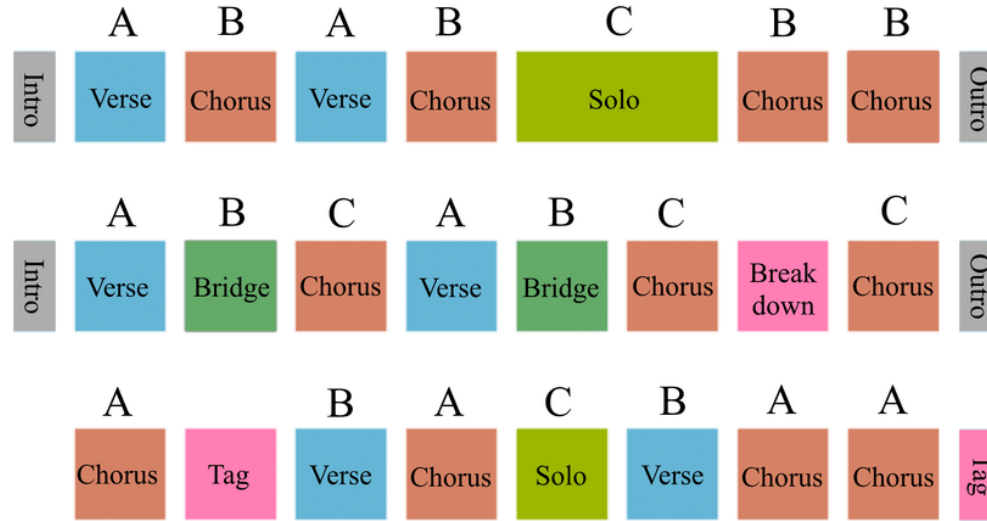 A B A B C B B
Intro Verse Chorus Verse Chorus Solo Chorus Chorus Outro
A B C A B C C
Intro Verse Bridge Chorus Verse Bridge Chorus Break down Chorus Outro
A B A C B A A
Chorus Tag Verse Chorus Solo Verse Chorus Chorus Tag